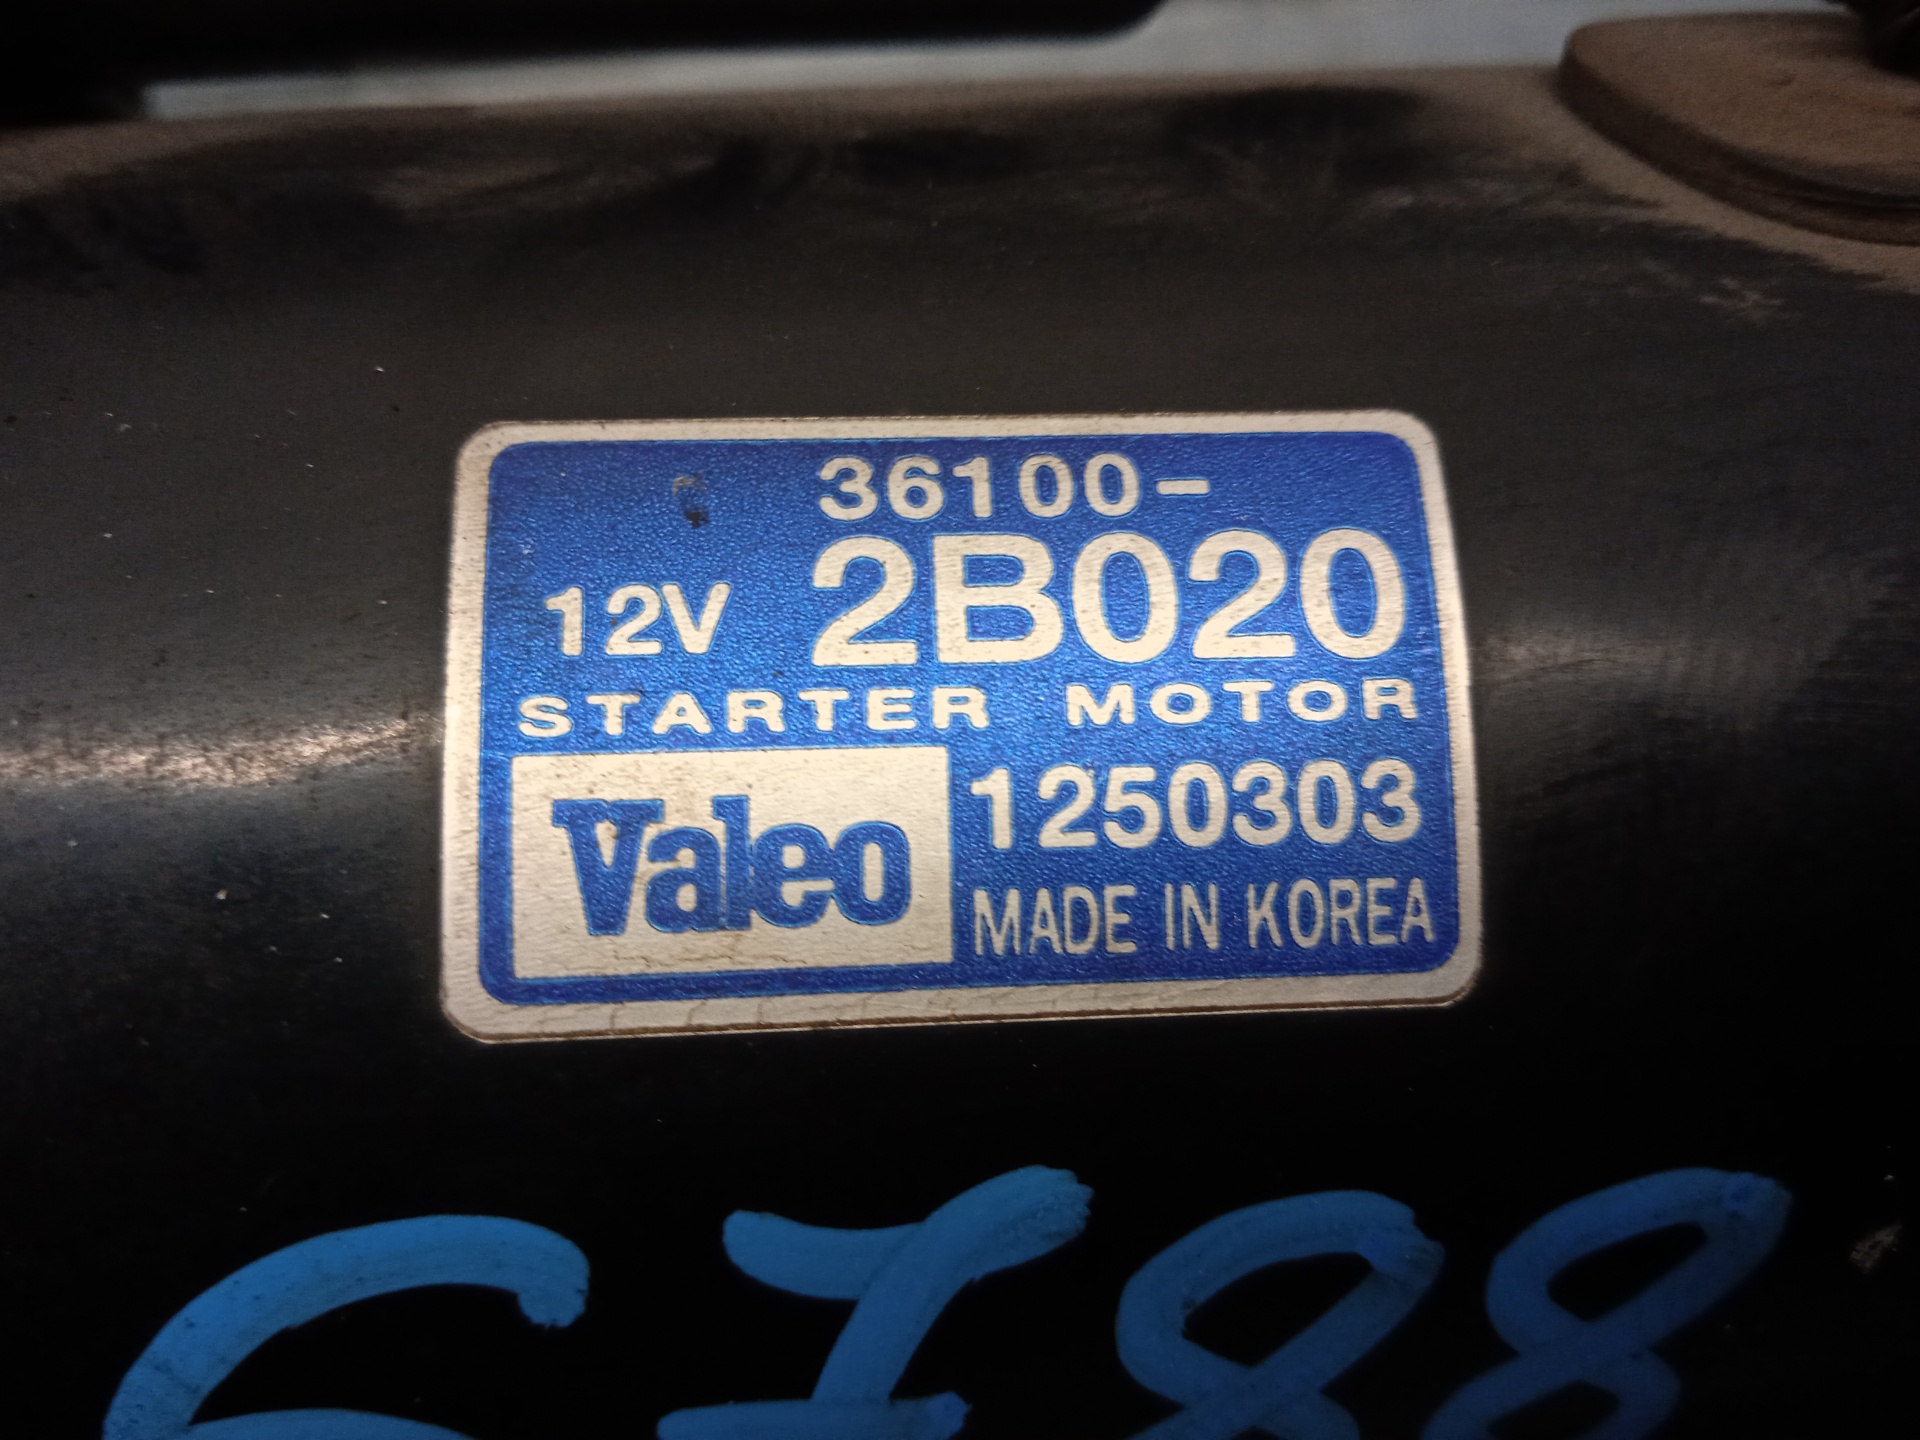 36100-
12V 2B020
STARTER MOTOR
Valeo 1250303
MADE IN KOREA